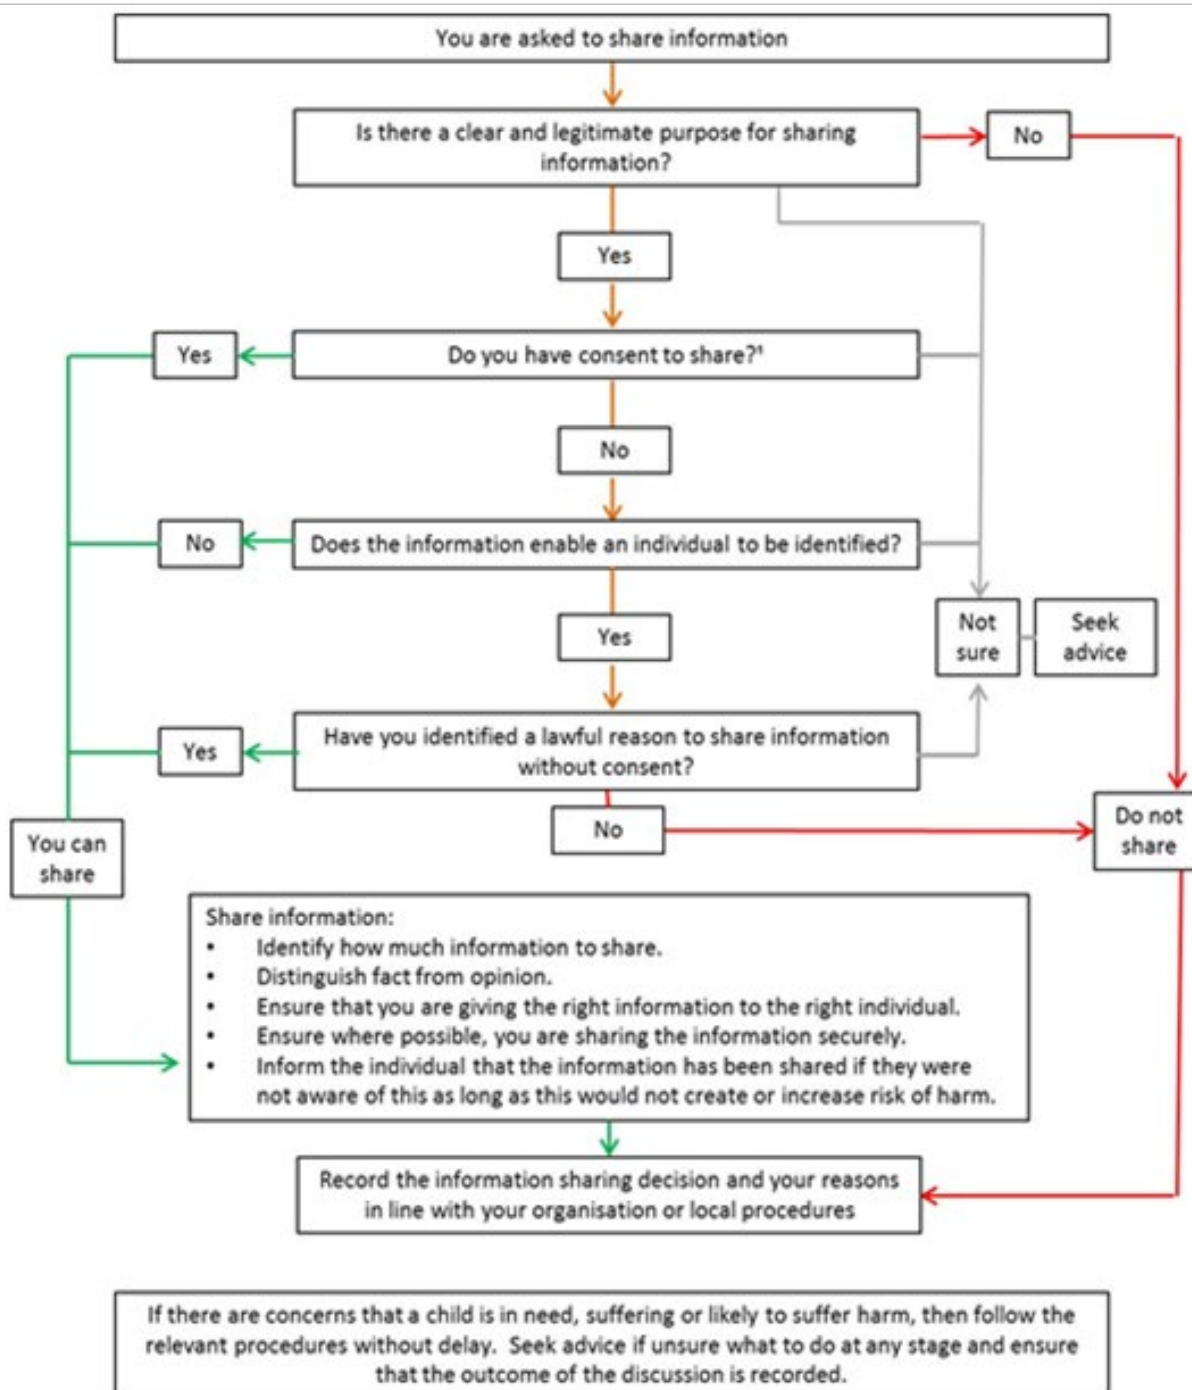 You are asked to share information
Is there a clear and legitimate purpose for sharing
information?
No
Yes
Yes
Do you have consent to share?¹
No
No
Does the information enable an individual to be identified?
Not
sure
Seek
advice
Yes
Yes
Have you identified a lawful reason to share information
without consent?
No
Do not
share
You can
share
Share information:
• Identify how much information to share.
• Distinguish fact from opinion.
• Ensure that you are giving the right information to the right individual.
• Ensure where possible, you are sharing the information securely.
• Inform the individual that the information has been shared if they were
not aware of this as long as this would not create or increase risk of harm.
Record the information sharing decision and your reasons
in line with your organisation or local procedures
If there are concerns that a child is in need, suffering or likely to suffer harm, then follow the
relevant procedures without delay. Seek advice if unsure what to do at any stage and ensure
that the outcome of the discussion is recorded.